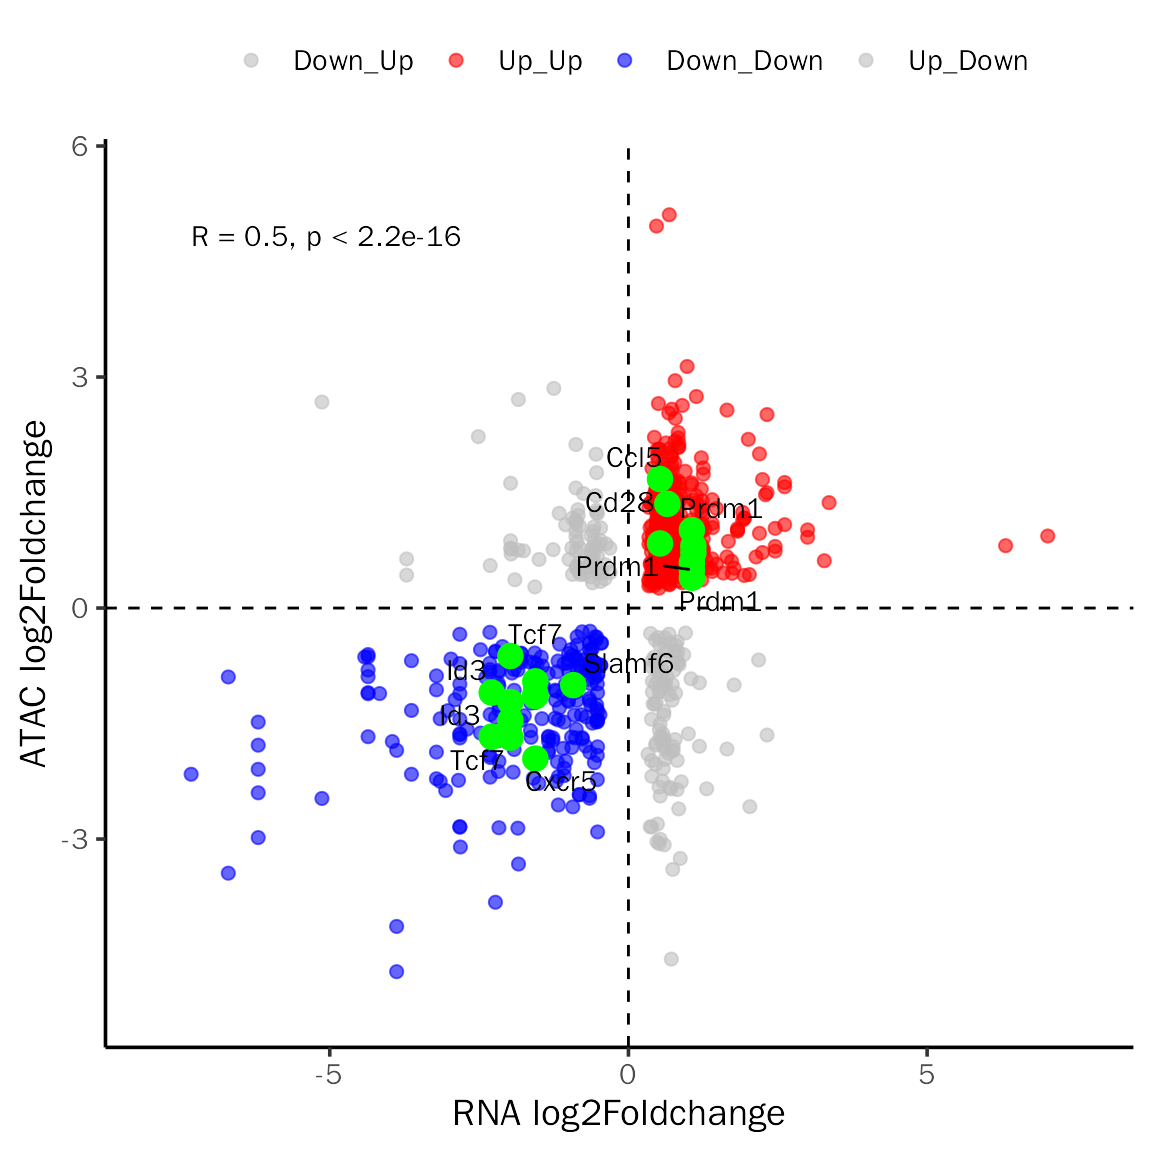 Down_Up Up_Up Down_Down Up_Down
6
R = 0.5, p < 2.2e-16
3
Ccl5
Cd28
Prdm1
Prdm1
Prdm1
0
Tcf7
Slamf6
Id3
Id3
Tcf7
Cxcr5
-3
-5 0 5
RNA log2Foldchange
ATAC log2Foldchange